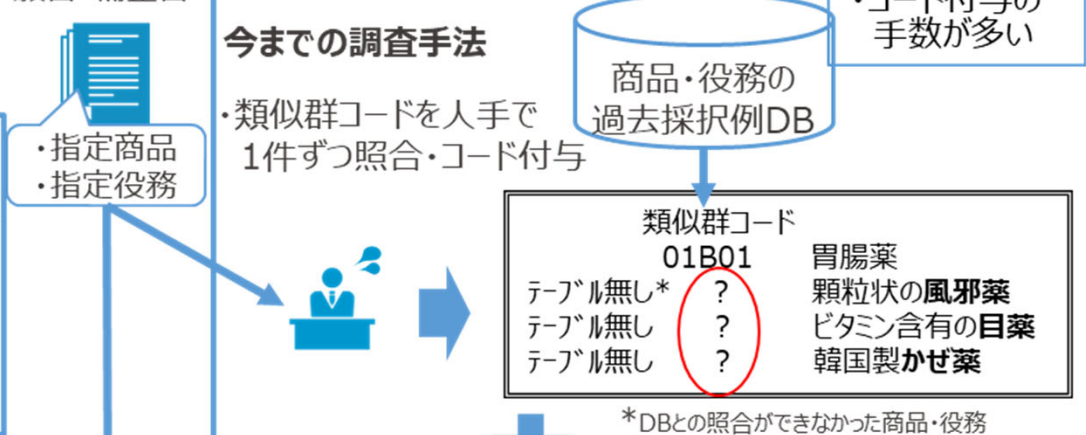 今までの調査手法
・類似群コードを人手で
1件ずつ照合・コード付与
・指定商品
・指定役務
商品・役務の
過去採択例DB
手数が多い
類似群コード
01B01 胃腸薬
テーブル無し* ? 顆粒状の風邪薬
テーブル無し ? ビタミン含有の目薬
テーブル無し ? 韓国製かぜ薬
*DBとの照合ができなかった商品・役務